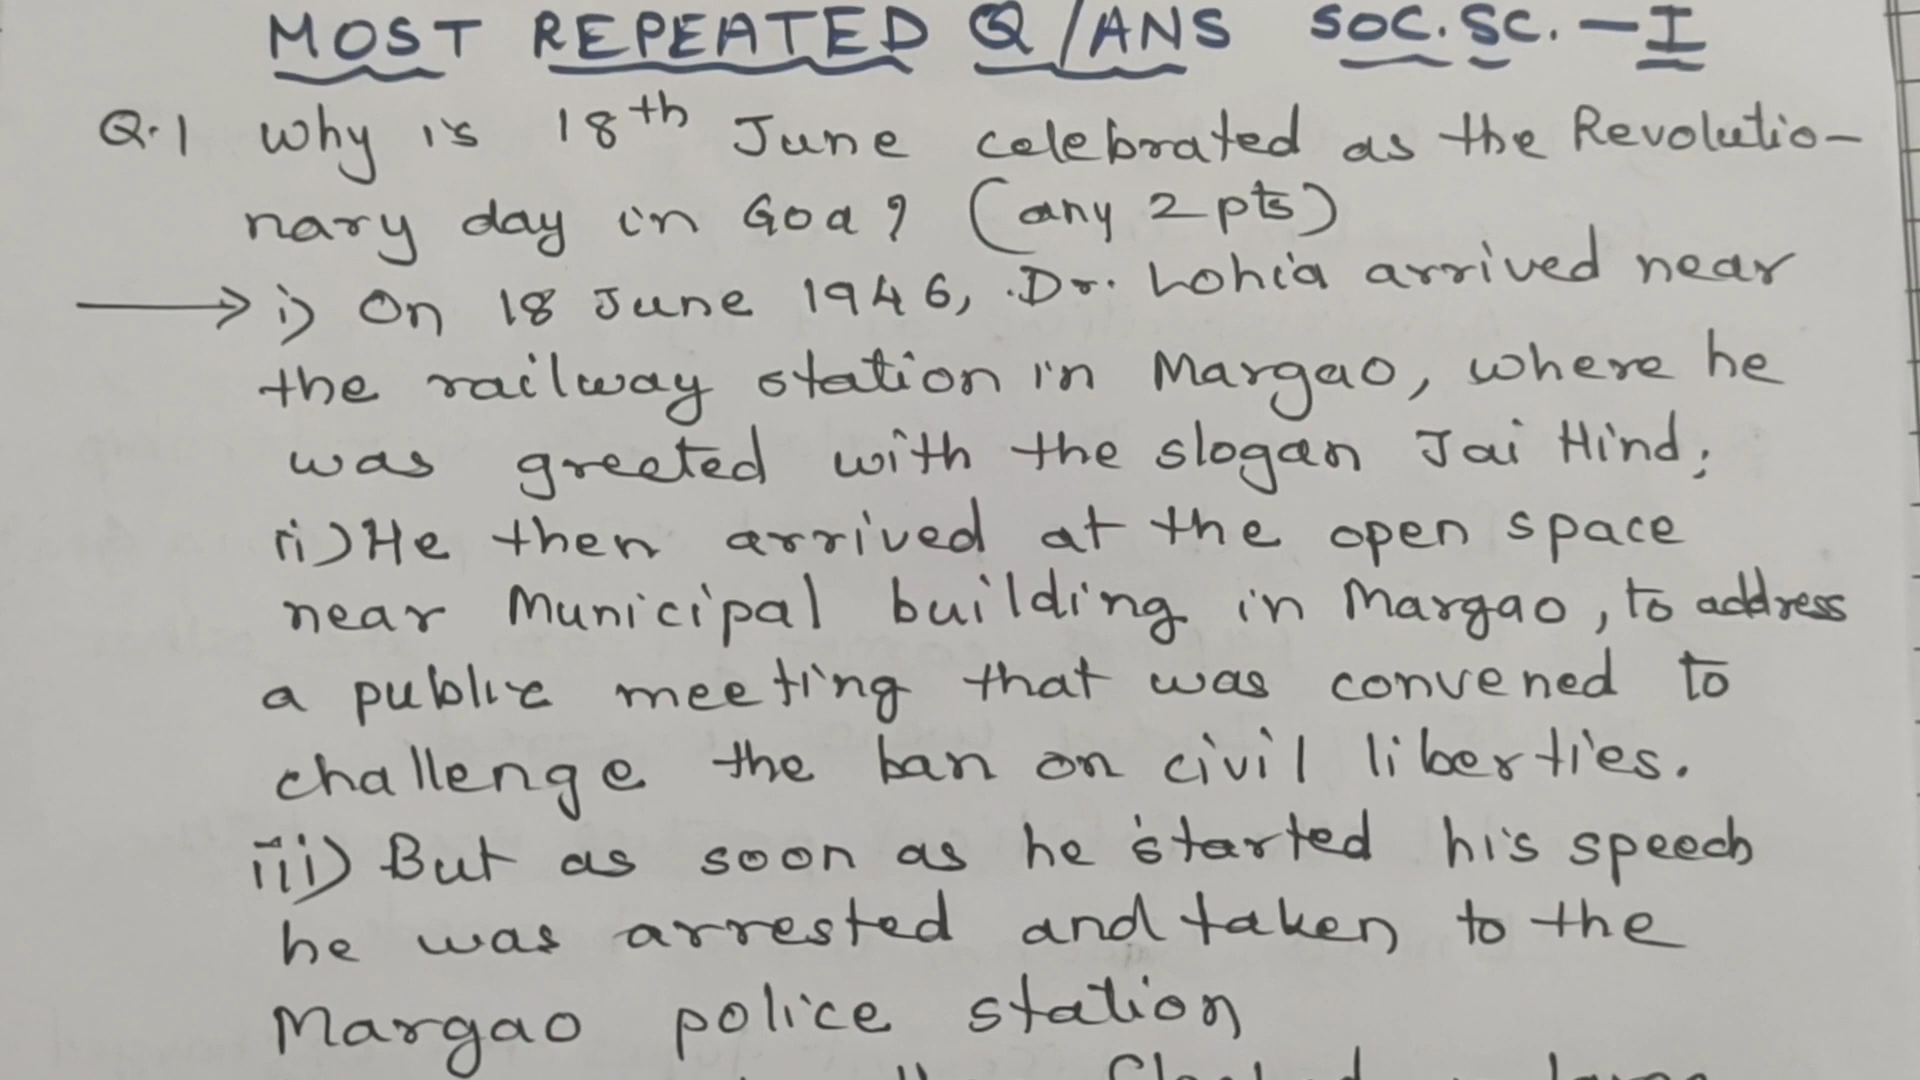 MOST REPEATED Q/ANS SOC.SC.-I
Q.1 Why is 18th June celebrated as the Revolutio-
nary day in Goa? (any 2 pts)
→ i) On 18 June 1946, Dr. Lohia arrived near
the railway station in Margao, where he
was greeted with the slogan Jai Hind;
ii) He then arrived at the open space
near Municipal building in Margao, to address
a public meeting that was convened to
challenge the ban on civil liberties.
iii) But as soon as he started his speech
he was arrested and taken to the
Margao police station